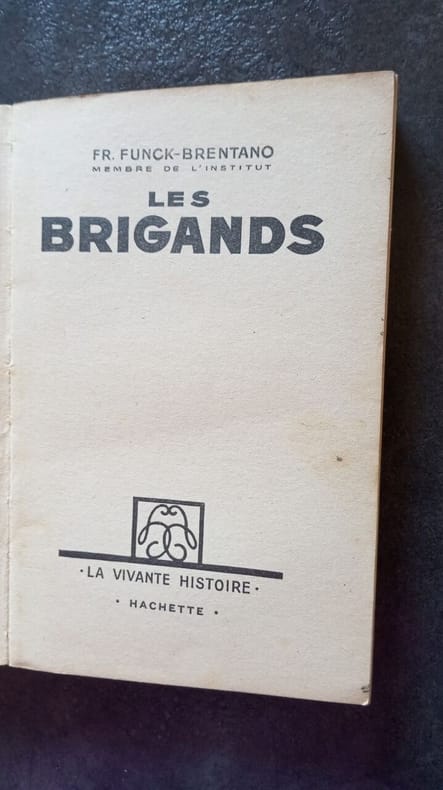 FR. FUNCK-BRENTANO
MEMBRE DE L'INSTITUT
LES
BRIGANDS
· LA VIVANTE HISTOIRE ·
· HACHETTE ·